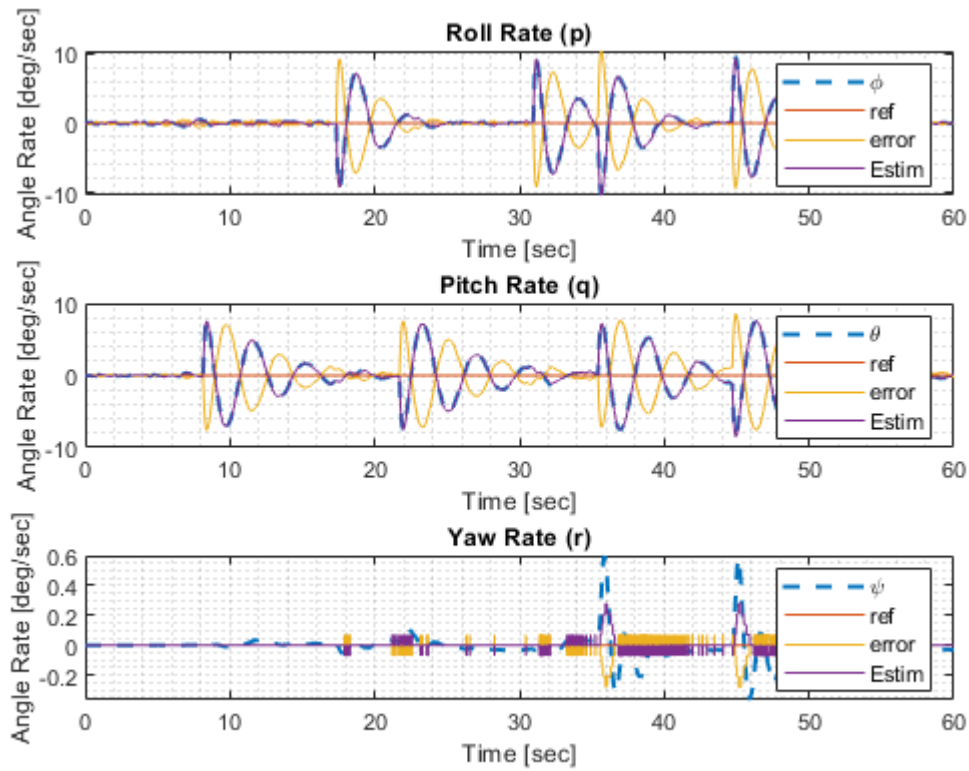 Roll Rate (p)
Angle Rate [deg/sec]
10
0
-10
ϕ
ref
error
Estim
0 10 20 30 40 50 60
Time [sec]
Pitch Rate (q)
Angle Rate [deg/sec]
10
0
-10
θ
ref
error
Estim
0 10 20 30 40 50 60
Time [sec]
Yaw Rate (r)
Angle Rate [deg/sec]
0.6
0.4
0.2
0
-0.2
ψ
ref
error
Estim
0 10 20 30 40 50 60
Time [sec]